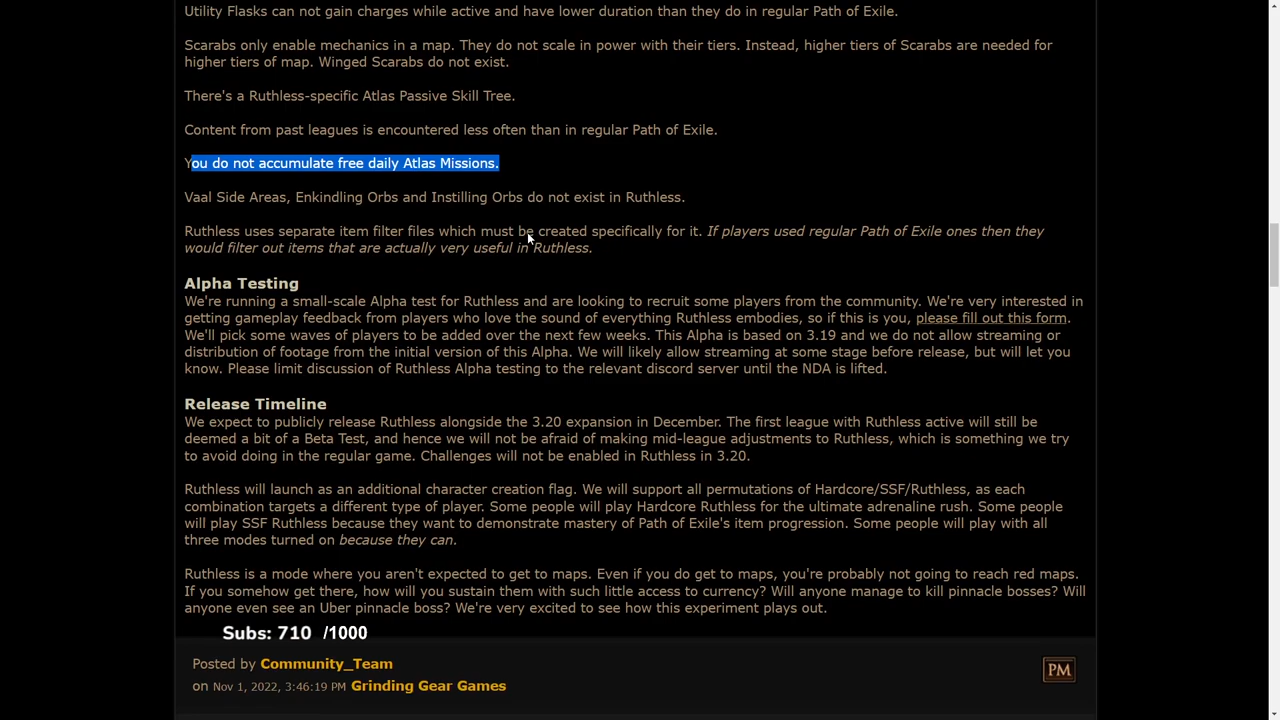 Utility Flasks can not gain charges while active and have lower duration than they do in regular Path of Exile.
Scarabs only enable mechanics in a map. They do not scale in power with their tiers. Instead, higher tiers of Scarabs are needed for
higher tiers of map. Winged Scarabs do not exist.
There's a Ruthless-specific Atlas Passive Skill Tree.
Content from past leagues is encountered less often than in regular Path of Exile.
You do not accumulate free daily Atlas Missions.
Vaal Side Areas, Enkindling Orbs and Instilling Orbs do not exist in Ruthless.
Ruthless uses separate item filter files which must be created specifically for it. If players used regular Path of Exile ones then they
would filter out items that are actually very useful in Ruthless.
Alpha Testing
We're running a small-scale Alpha test for Ruthless and are looking to recruit some players from the community. We're very interested in
getting gameplay feedback from players who love the sound of everything Ruthless embodies, so if this is you, please fill out this form.
We'll pick some waves of players to be added over the next few weeks. This Alpha is based on 3.19 and we do not allow streaming or
distribution of footage from the initial version of this Alpha. We will likely allow streaming at some stage before release, but will let you
know. Please limit discussion of Ruthless Alpha testing to the relevant discord server until the NDA is lifted.
Release Timeline
We expect to publicly release Ruthless alongside the 3.20 expansion in December. The first league with Ruthless active will still be
deemed a bit of a Beta Test, and hence we will not be afraid of making mid-league adjustments to Ruthless, which is something we try
to avoid doing in the regular game. Challenges will not be enabled in Ruthless in 3.20.
Ruthless will launch as an additional character creation flag. We will support all permutations of Hardcore/SSF/Ruthless, as each
combination targets a different type of player. Some people will play Hardcore Ruthless for the ultimate adrenaline rush. Some people
will play SSF Ruthless because they want to demonstrate mastery of Path of Exile's item progression. Some people will play with all
three modes turned on because they can.
Ruthless is a mode where you aren't expected to get to maps. Even if you do get to maps, you're probably not going to reach red maps.
If you somehow get there, how will you sustain them with such little access to currency? Will anyone manage to kill pinnacle bosses? Will
anyone even see an Uber pinnacle boss? We're very excited to see how this experiment plays out.
Subs: 710 /1000
Posted by Community_Team
on Nov 1, 2022, 3:46:19 PM Grinding Gear Games
PM